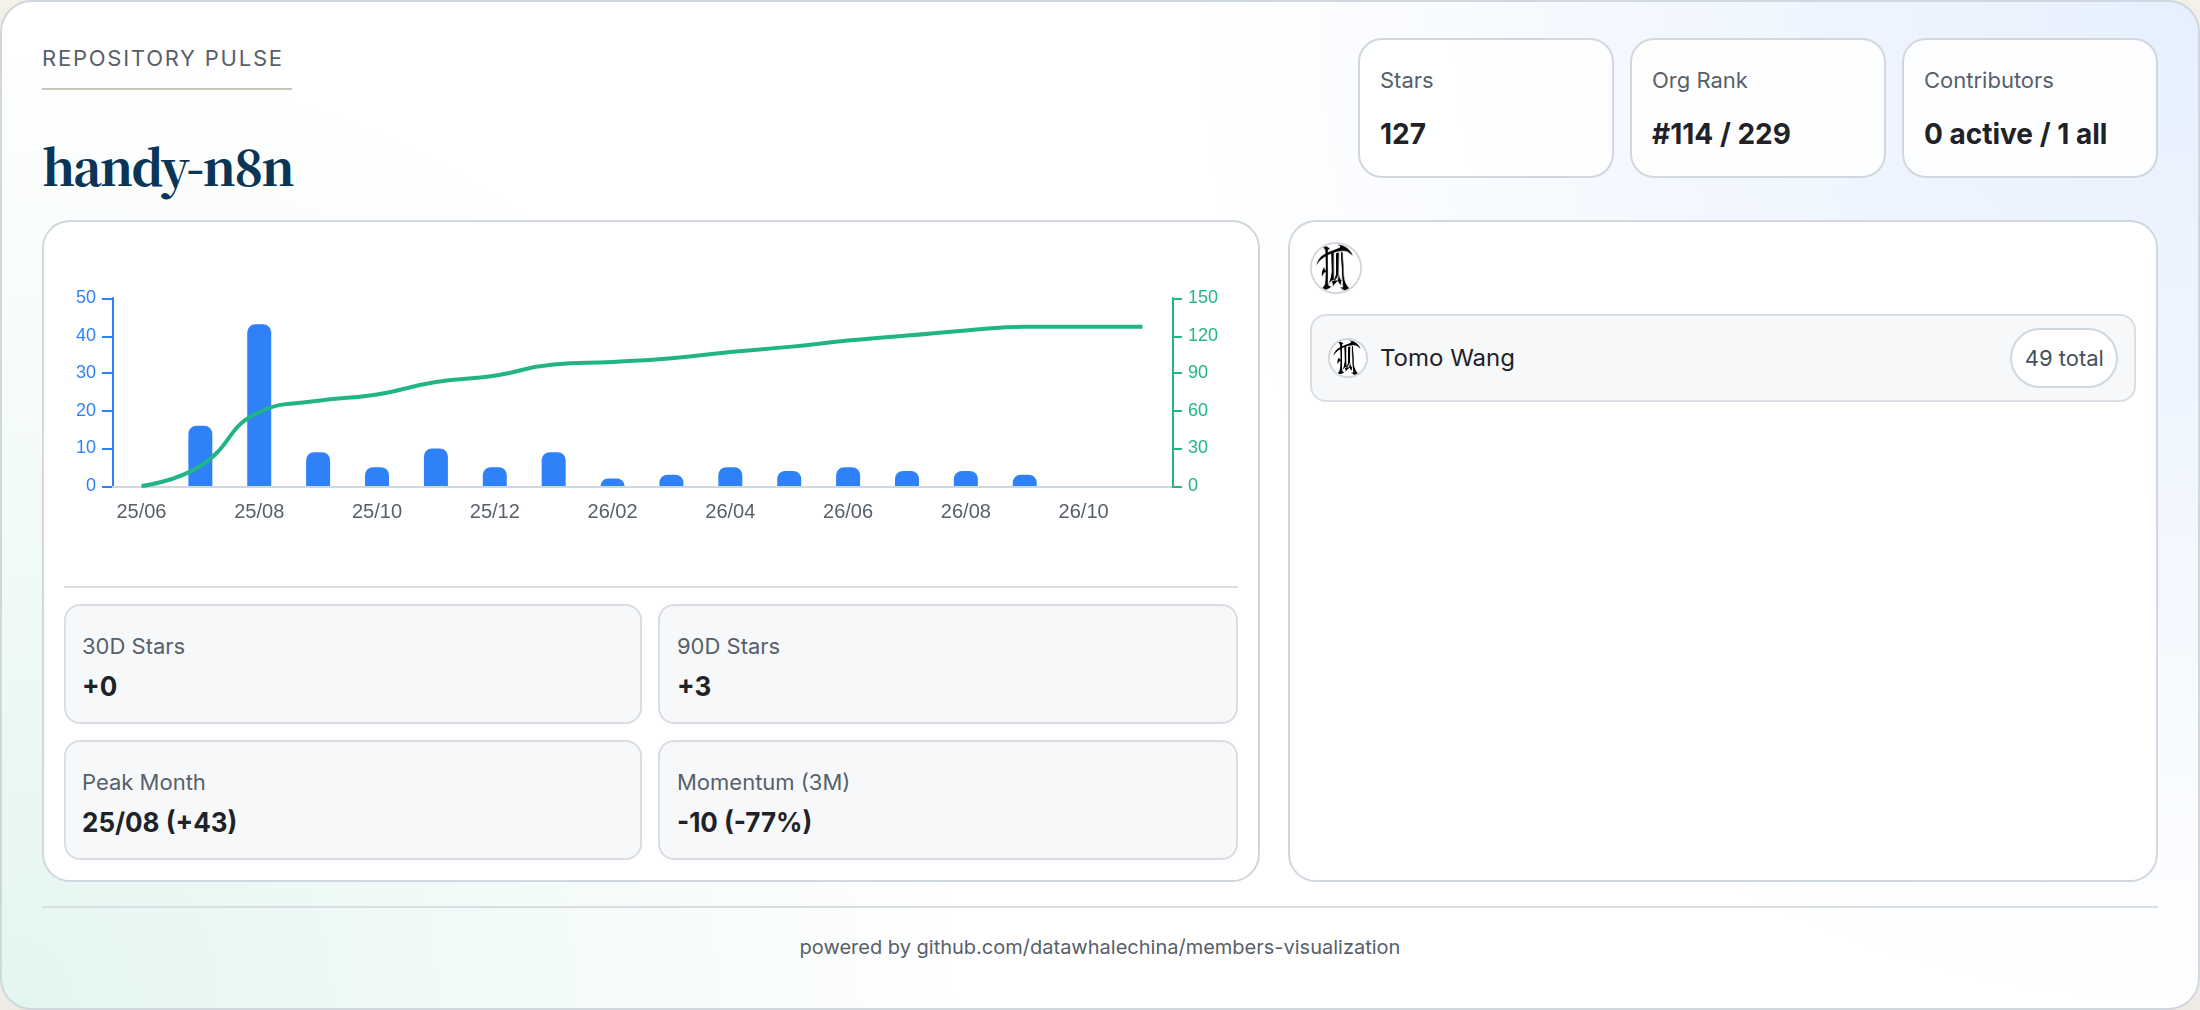 REPOSITORY PULSE
handy-n8n
Stars
127
Org Rank
#114 / 229
Contributors
0 active / 1 all
50
40
30
20
10
0
150
120
90
60
30
0
25/06 25/08 25/10 25/12 26/02 26/04 26/06 26/08 26/10
30D Stars
+0
90D Stars
+3
Peak Month
25/08 (+43)
Momentum (3M)
-10 (-77%)
Tomo Wang
49 total
powered by github.com/datawhalechina/members-visualization